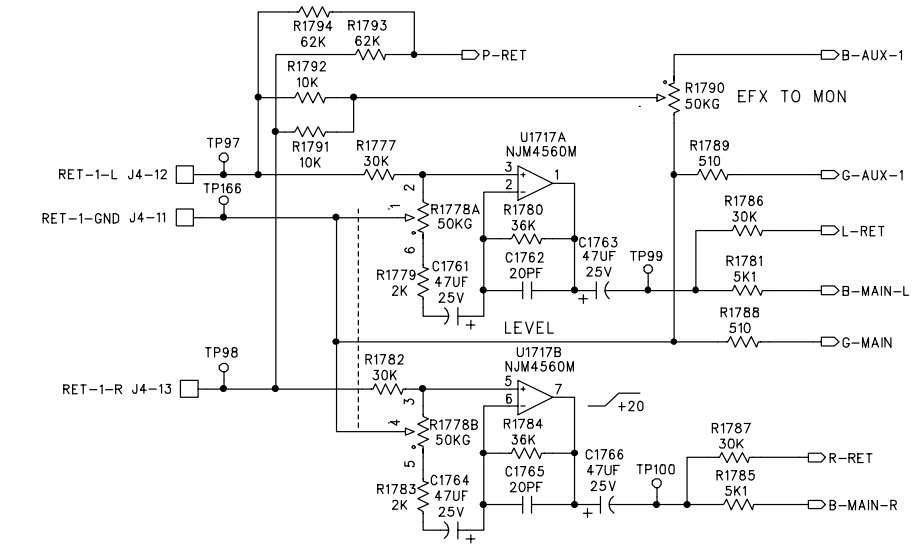 R1794
62K
R1793
62K
P-RET
B-AUX-1
R1792
10K
R1790
50KG
EFX TO MON
R1791
10K
TP97
R1777
30K
U1717A
NJM4560M
R1789
510
RET-1-L J4-12
3
2
1
G-AUX-1
TP166
2
RET-1-GND J4-11
1
R1778A
50KG
R1780
36K
R1786
30K
L-RET
6
C1763
47UF
25V
TP99
R1779
2K
C1761
47UF
25V
C1762
20PF
R1781
5K1
B-MAIN-L
+
+
LEVEL
R1788
510
G-MAIN
TP98
R1782
30K
U1717B
NJM4560M
RET-1-R J4-13
3
5
6
7
+20
4
R1778B
50KG
R1784
36K
R1787
30K
R-RET
5
C1766
47UF
25V
TP100
R1783
2K
C1764
47UF
25V
C1765
20PF
R1785
5K1
B-MAIN-R
+
+